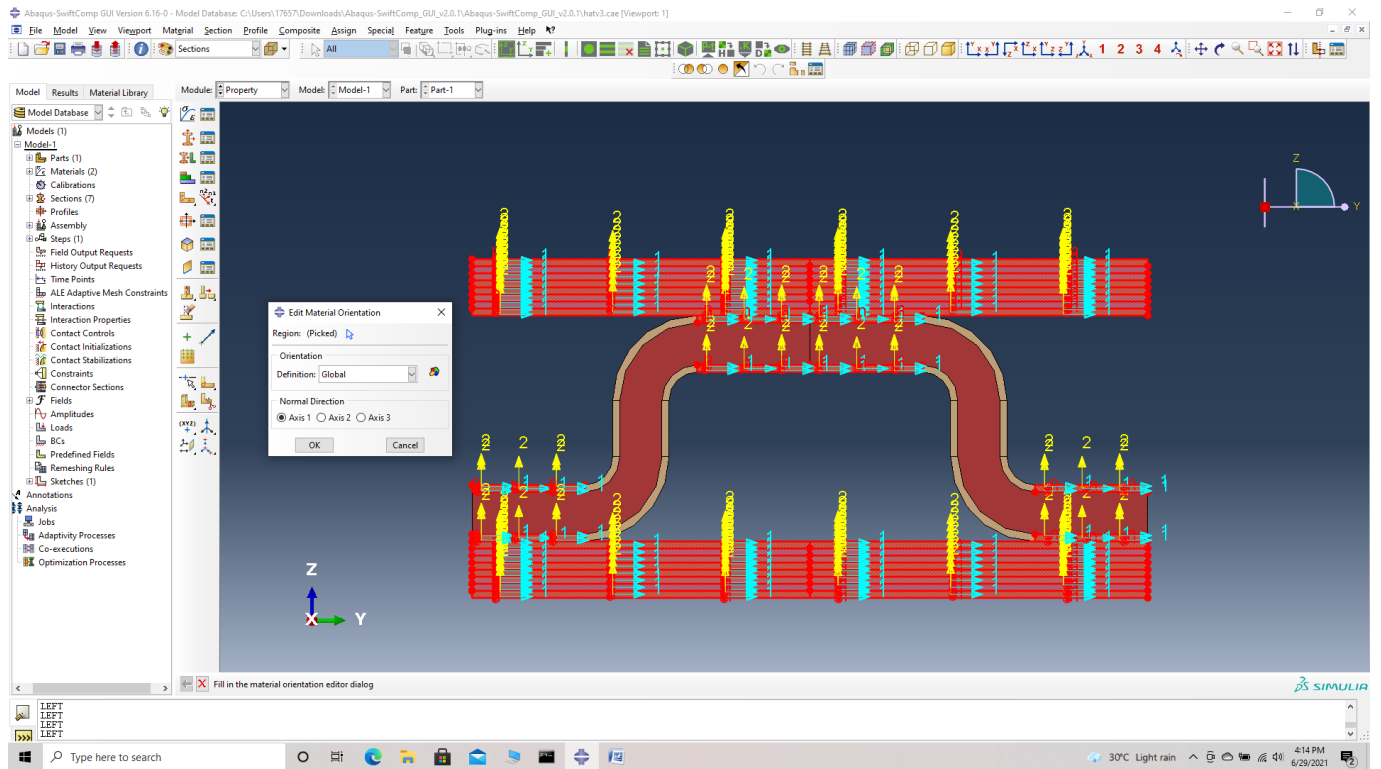 Abaqus-SwiftComp GUI Version 6.16-0 - Model Database: C:\Users\17657\Downloads\Abaqus-SwiftComp_GUI_v2.0.1\Abaqus-SwiftComp_GUI_v2.0.1\hatv3.cae [Viewport: 1]
File Model View Viewport Material Section Profile Composite Assign Special Feature Tools Plug-ins Help
Sections All 1 2 3 4
Model Results Material Library Module: Property Model: Model-1 Part: Part-1
Model Database
Models (1)
Model-1
Parts (1)
Materials (2)
Calibrations
Sections (7)
Profiles
Assembly
Steps (1)
Field Output Requests
History Output Requests
Time Points
ALE Adaptive Mesh Constraints
Interactions
Interaction Properties
Contact Controls
Contact Initializations
Contact Stabilizations
Constraints
Connector Sections
Fields
Amplitudes
Loads
BCs
Predefined Fields
Remeshing Rules
Sketches (1)
Annotations
Analysis
Jobs
Adaptivity Processes
Co-executions
Optimization Processes
Edit Material Orientation
Region: (Picked)
Orientation
Definition: Global
Normal Direction
Axis 1 Axis 2 Axis 3
OK Cancel
Z
X Y
Z
X Y
Fill in the material orientation editor dialog
SIMULIA
LEFT
LEFT
LEFT
LEFT
Type here to search
30°C Light rain
4:14 PM
6/29/2021